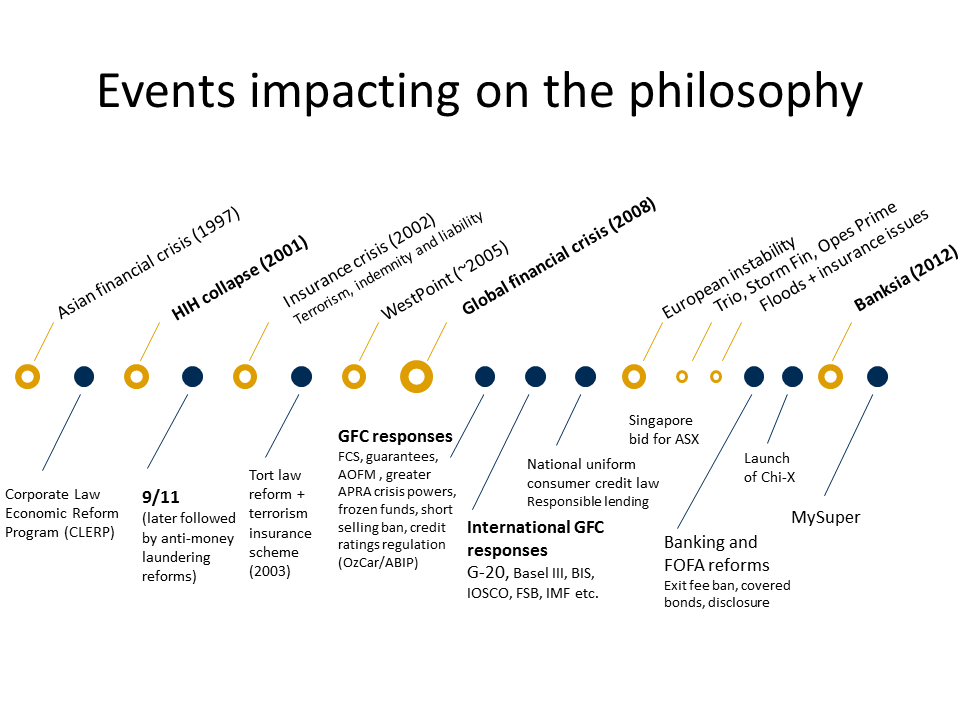 Events impacting on the philosophy
Asian financial crisis (1997)
HIH collapse (2001)
Insurance crisis (2002)
Terrorism, indemnity and liability
WestPoint (~2005)
Global financial crisis (2008)
European instability
Trio, Storm Fin, Opes Prime
Floods + insurance issues
Banksia (2012)
Corporate Law
Economic Reform
Program (CLERP)
9/11
(later followed
by anti-money
laundering
reforms)
Tort law
reform +
terrorism
insurance
scheme
(2003)
GFC responses
FCS, guarantees,
AOFM , greater
APRA crisis powers,
frozen funds, short
selling ban, credit
ratings regulation
(OzCar/ABIP)
International GFC
responses
G-20, Basel III, BIS,
IOSCO, FSB, IMF etc.
National uniform
consumer credit law
Responsible lending
Singapore
bid for ASX
Banking and
FOFA reforms
Exit fee ban, covered
bonds, disclosure
Launch
of Chi-X
MySuper